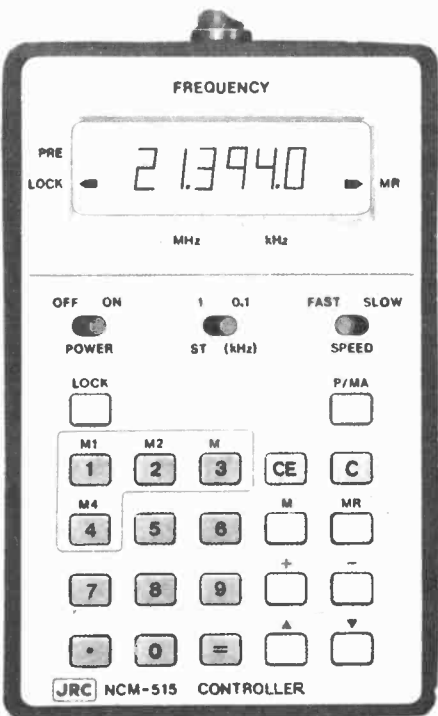 FREQUENCY
PRE
LOCK 21.394.0 MR
MHz kHz
OFF ON 1 0.1 FAST SLOW
POWER ST (kHz) SPEED
LOCK P/MA
M1 M2 M
1 2 3 CE C
M4 M MR
4 5 6
+ -
7 8 9
▲ ▼
. 0 =
JRC NCM-515 CONTROLLER